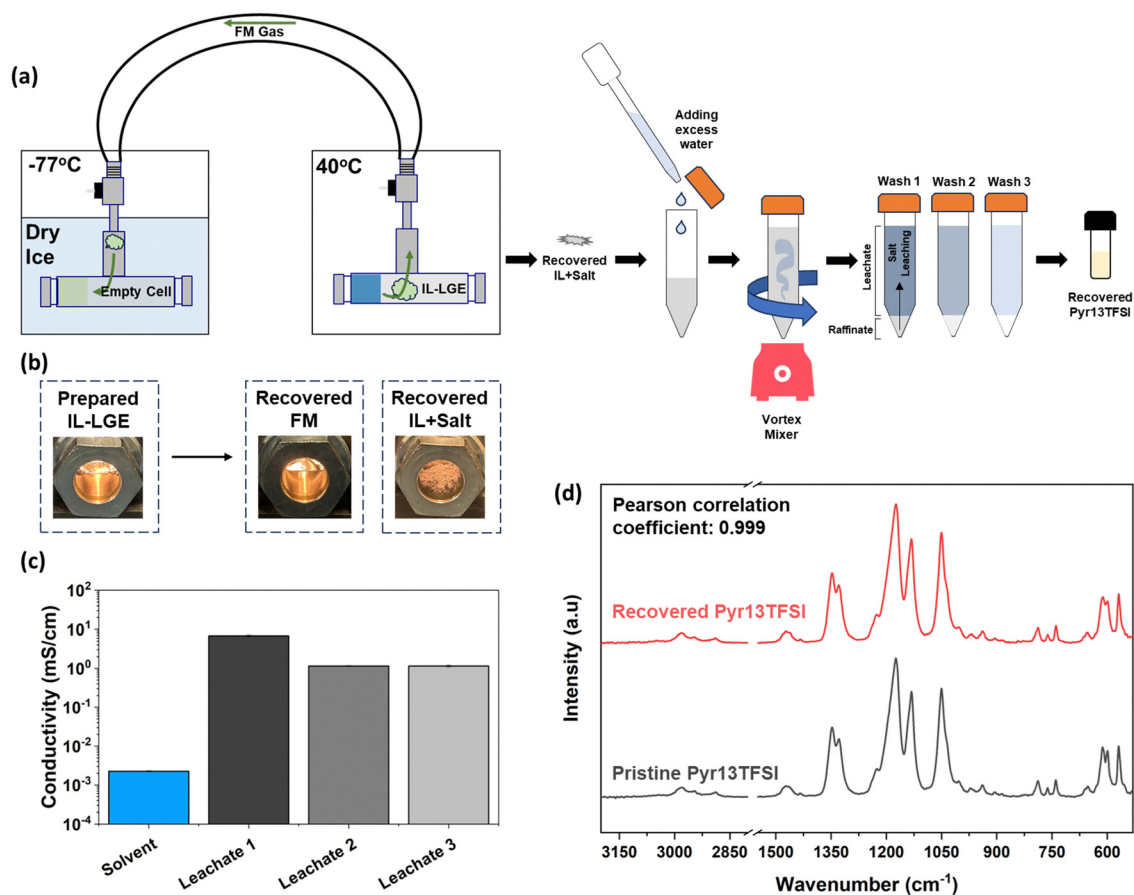 (a)
FM Gas
-77°C
Dry
Ice
Empty Cell
40°C
IL-LGE
Recovered
IL+Salt
Adding
excess
water
Vortex
Mixer
Wash 1
Wash 2
Wash 3
Leachate
Salt
Leaching
Raffinate
Recovered
Pyr13TFSI
(b)
Prepared
IL-LGE
Recovered
FM
Recovered
IL+Salt
(c)
Conductivity (mS/cm)
10²
10¹
10⁰
10⁻¹
10⁻²
10⁻³
10⁻⁴
Solvent
Leachate 1
Leachate 2
Leachate 3
(d)
Pearson correlation
coefficient: 0.999
Recovered Pyr13TFSI
Pristine Pyr13TFSI
Intensity (a.u)
3150 3000 2850 1500 1350 1200 1050 900 750 600
Wavenumber (cm⁻¹)